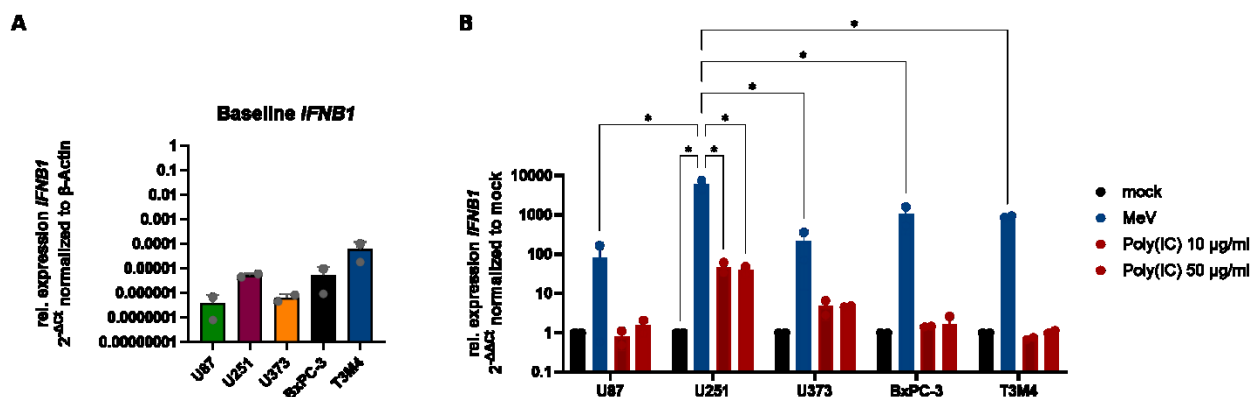 A
Baseline IFNB1
rel. expression IFNB1
2-ΔCt normalized to β-Actin
1
0.1
0.01
0.001
0.0001
0.00001
0.000001
0.0000001
0.00000001
U87
U251
U373
BxPC-3
T3M4
B
*
*
*
*
*
*
*
rel. expression IFNB1
2-ΔΔCt normalized to mock
10000
1000
100
10
1
0.1
U87
U251
U373
BxPC-3
T3M4
mock
MeV
Poly(IC) 10 µg/ml
Poly(IC) 50 µg/ml